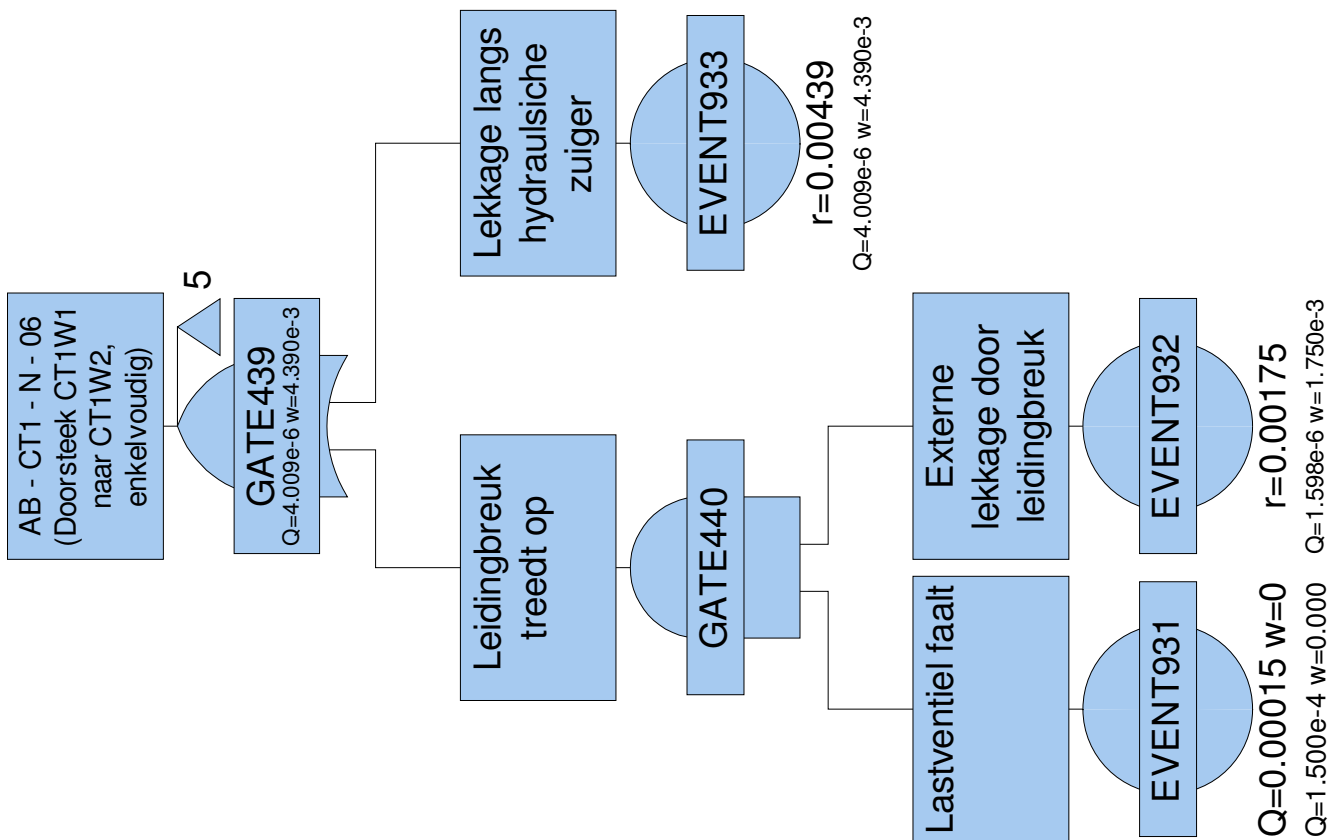 AB - CT1 - N - 06
(Doorsteek CT1W1
naar CT1W2,
enkelvoudig)
5
GATE439
Q=4.009e-6 w=4.390e-3
Leidingbreuk
treedt op
GATE440
Lekkage langs
hydraulsiche
zuiger
EVENT933
r=0.00439
Q=4.009e-6 w=4.390e-3
Lastventiel faalt
EVENT931
Q=0.00015 w=0
Q=1.500e-4 w=0.000
Externe
lekkage door
leidingbreuk
EVENT932
r=0.00175
Q=1.598e-6 w=1.750e-3